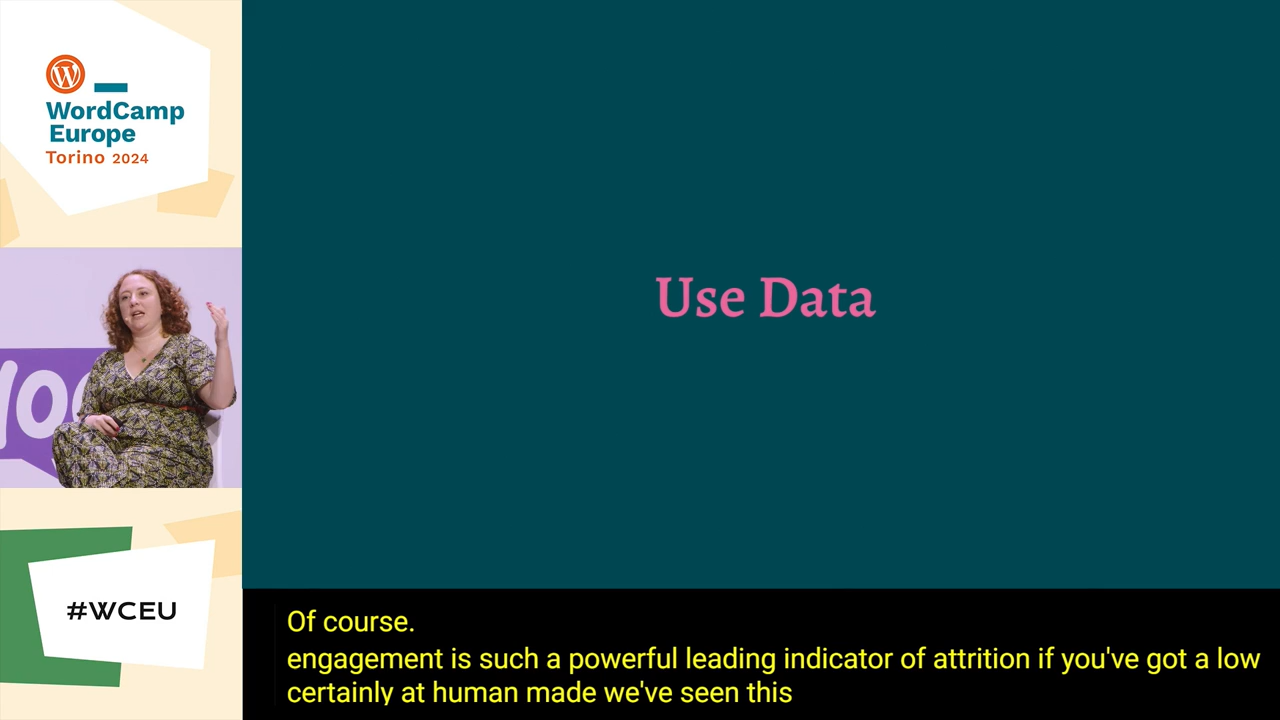 WordCamp
Europe
Torino 2024
Use Data
#WCEU
Of course.
engagement is such a powerful leading indicator of attrition if you've got a low
certainly at human made we've seen this